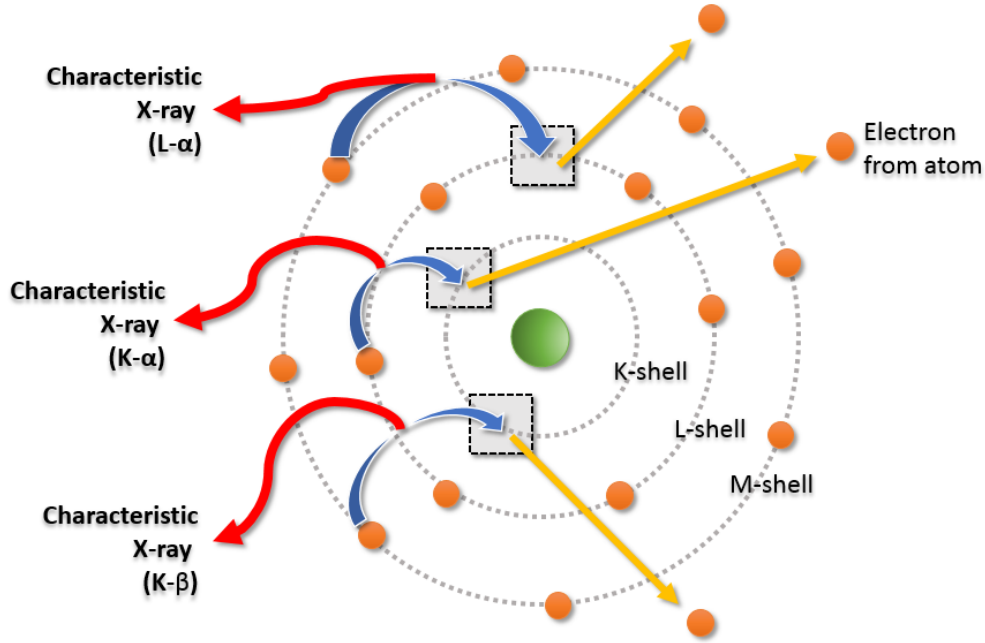 Characteristic
X-ray
(L-α)
Electron
from atom
Characteristic
X-ray
(K-α)
K-shell
L-shell
M-shell
Characteristic
X-ray
(K-β)